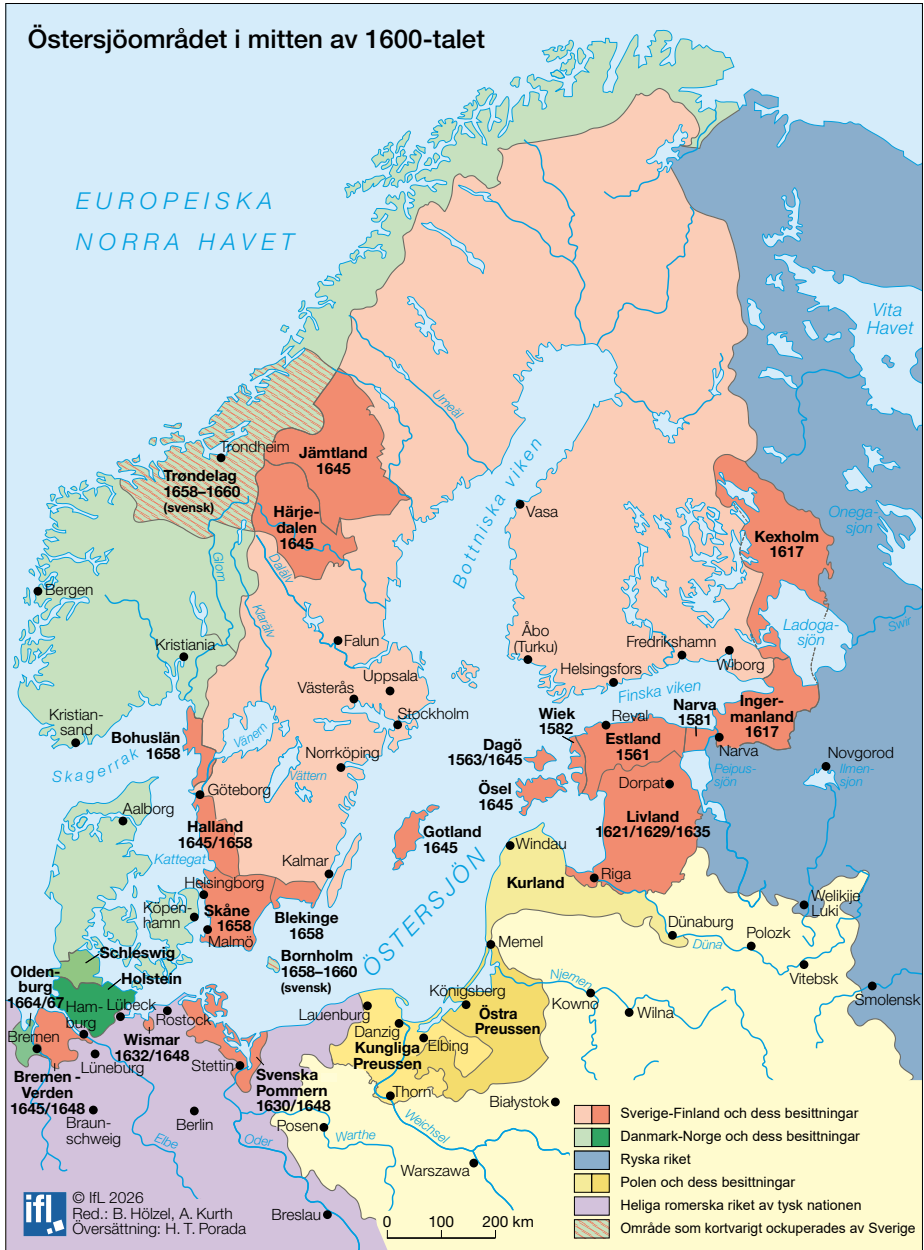 Östersjöområdet i mitten av 1600-talet
EUROPEISKA
NORRA HAVET
Vita
Havet
Umeälv
Trondheim
Jämtland
1645
Trøndelag
1658–1660
(svensk)
Härje-
dalen
1645
Bottniska viken
Vasa
Onega-
sjon
Kexholm
1617
Glom
Dalälv
Klarälv
Bergen
Ladoga-
sjön
Swir
Kristiania
Falun
Åbo
(Turku)
Fredrikshamn
Wiborg
Uppsala
Helsingsfors
Västerås
Finska viken
Kristian-
sand
Stockholm
Bohuslän
1658
Vänern
Wiek
1582
Reval
Narva
1581
Inger-
manland
1617
Norrköping
Dagö
1563/1645
Estland
1561
Narva
Novgorod
Skagerrak
Vättern
Peipus-
sjön
Ilmen-
sjon
Göteborg
Ösel
1645
Dorpat
Aalborg
Livland
1621/1629/1635
Halland
1645/1658
Gotland
1645
Windau
Kattegat
Kalmar
Riga
Kurland
Helsingborg
Köpen-
hamn
Skåne
1658
Malmö
Blekinge
1658
ÖSTERSJÖN
Welikije
Luki
Dünaburg
Düna
Polozk
Memel
Schleswig
Bornholm
1658–1660
(svensk)
Vitebsk
Olden-
burg
1664/67
Holstein
Njemen
Smolensk
Königsberg
Kowno
Ham-
burg
Lübeck
Rostock
Lauenburg
Östra
Preussen
Wilna
Bremen
Wismar
1632/1648
Danzig
Kungliga
Preussen
Elbing
Lüneburg
Stettin
Svenska
Pommern
1630/1648
Bremen-
Verden
1645/1648
Thorn
Białystok
Braun-
schweig
Berlin
Posen
Elbe
Oder
Warthe
Weichsel
Warszawa
Breslau
Sverige-Finland och dess besittningar
Danmark-Norge och dess besittningar
Ryska riket
Polen och dess besittningar
Heliga romerska riket av tysk nationen
Område som kortvarigt ockuperades av Sverige
0 100 200 km
ifl
© IfL 2026
Red.: B. Hölzel, A. Kurth
Översättning: H. T. Porada